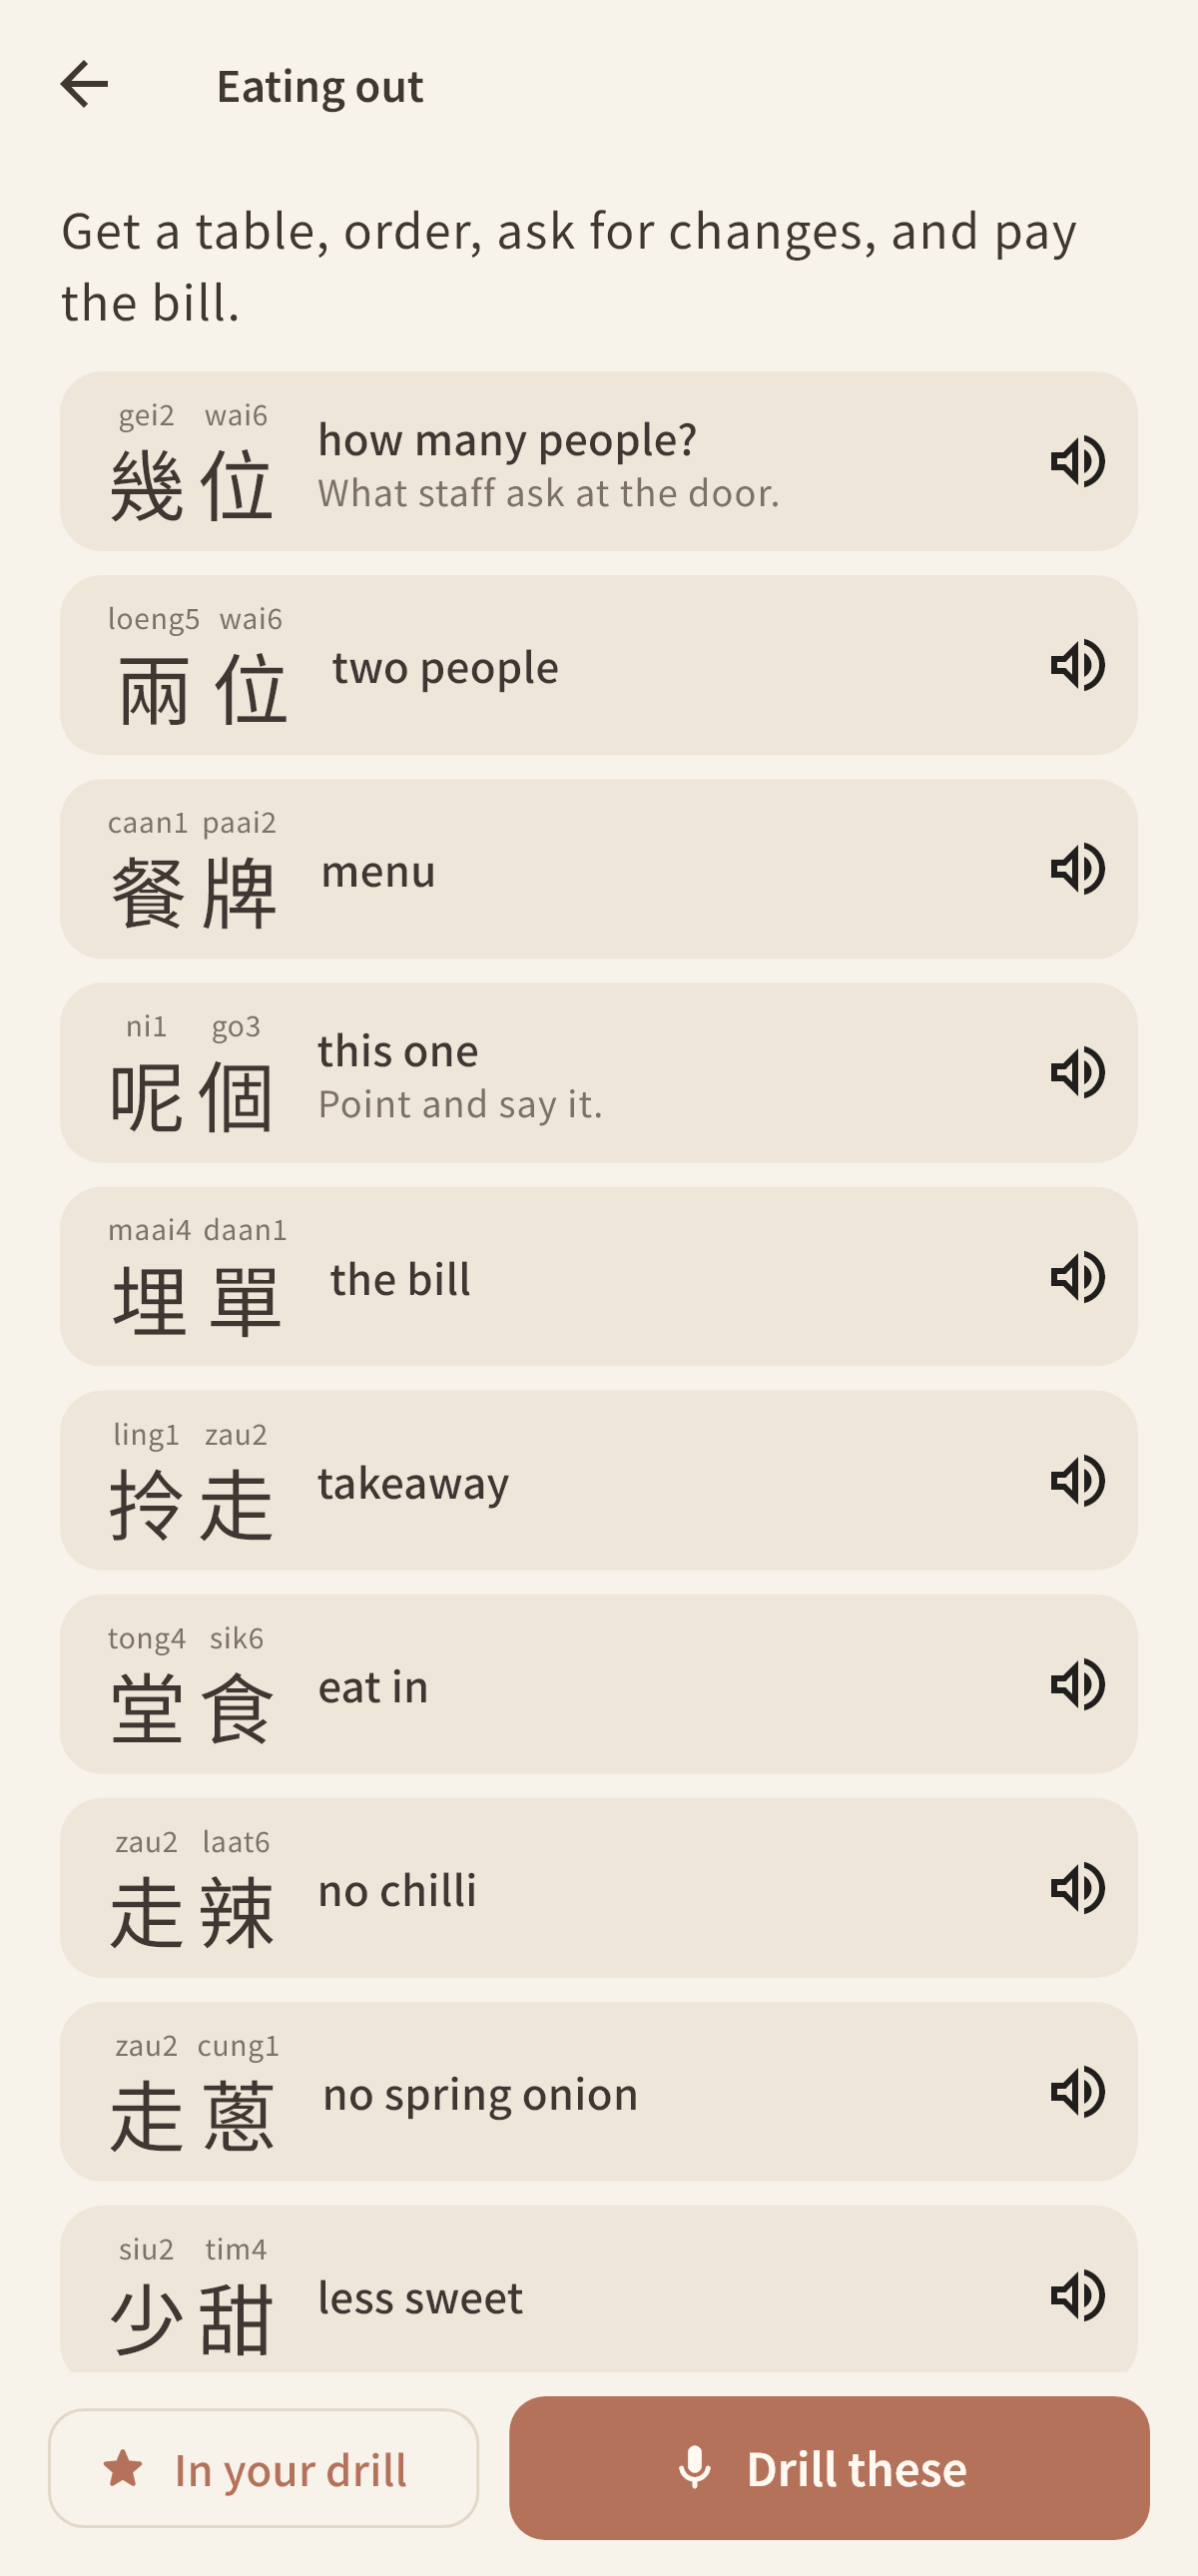 Eating out
Get a table, order, ask for changes, and pay
the bill.
gei2 wai6
幾位
how many people?
What staff ask at the door.
loeng5 wai6
兩位
two people
caan1 paai2
餐牌
menu
ni1 go3
呢個
this one
Point and say it.
maai4 daan1
埋單
the bill
ling1 zau2
拎走
takeaway
tong4 sik6
堂食
eat in
zau2 laat6
走辣
no chilli
zau2 cung1
走蔥
no spring onion
siu2 tim4
少甜
less sweet
In your drill
Drill these